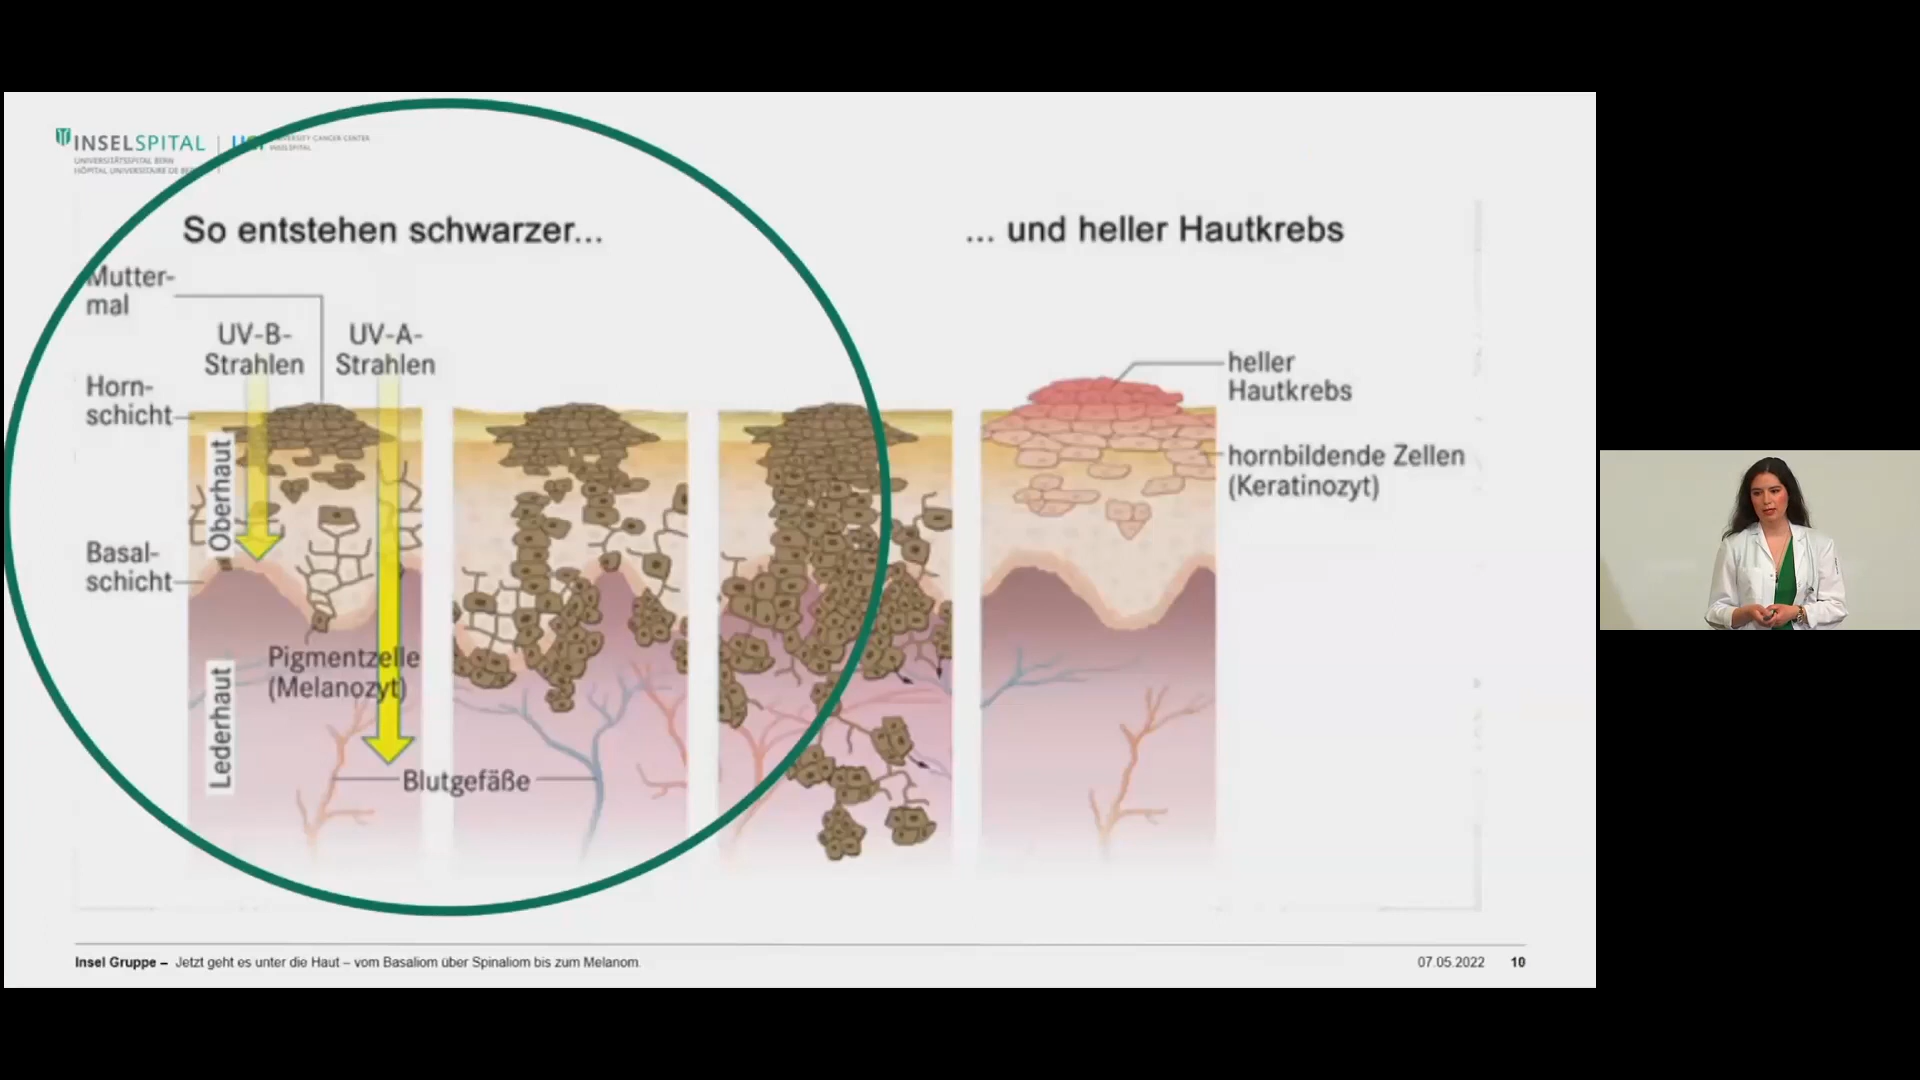 INSELSPITAL
UNIVERSITÄTSSPITAL BERN
HÔPITAL UNIVERSITAIRE DE
CANCER CENTER
INSELSPITAL
So entstehen schwarzer...
... und heller Hautkrebs
Mutter-
mal
UV-B-
Strahlen
UV-A-
Strahlen
Horn-
schicht
Oberhaut
Basal-
schicht
Pigmentzelle
(Melanozyt)
Lederhaut
Blutgefäße
heller
Hautkrebs
hornbildende Zellen
(Keratinozyt)
Insel Gruppe – Jetzt geht es unter die Haut – vom Basaliom über Spinaliom bis zum Melanom.
07.05.2022 10